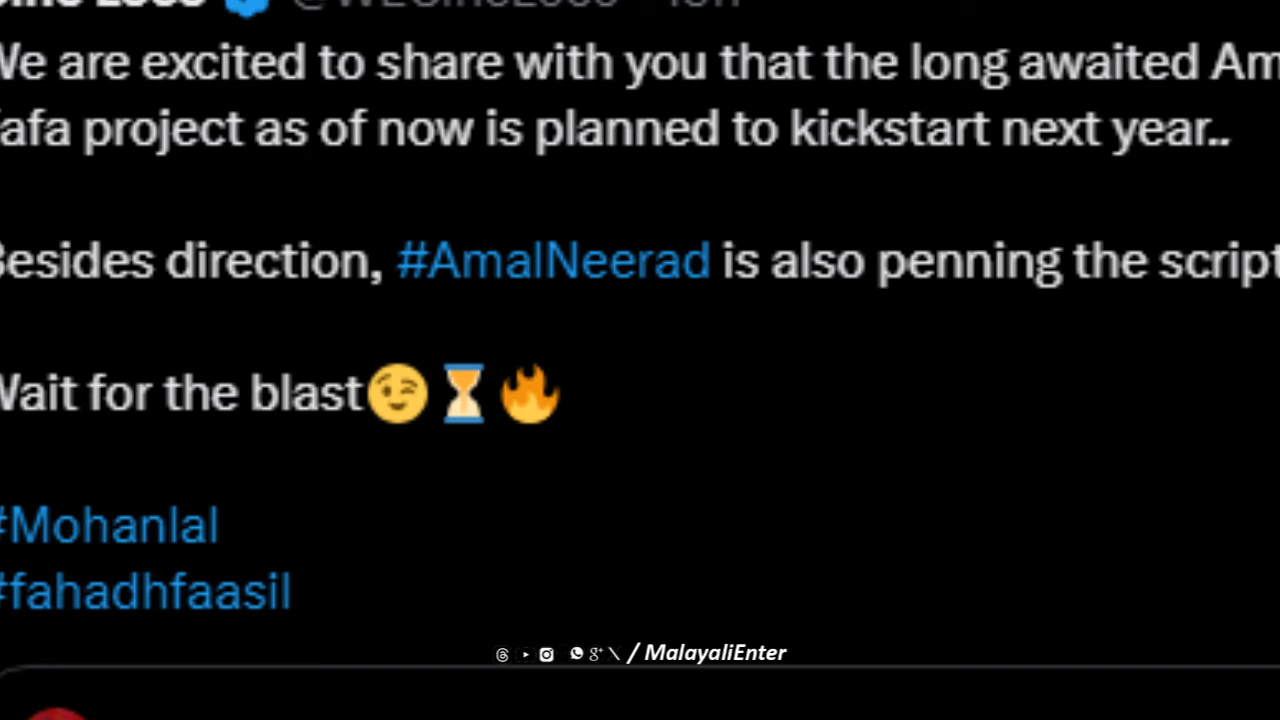 We are excited to share with you that the long awaited Am
fafa project as of now is planned to kickstart next year..
Besides direction, #AmalNeerad is also penning the script
Wait for the blast😉⏳🔥
#Mohanlal
#fahadhfaasil
/ MalayaliEnter